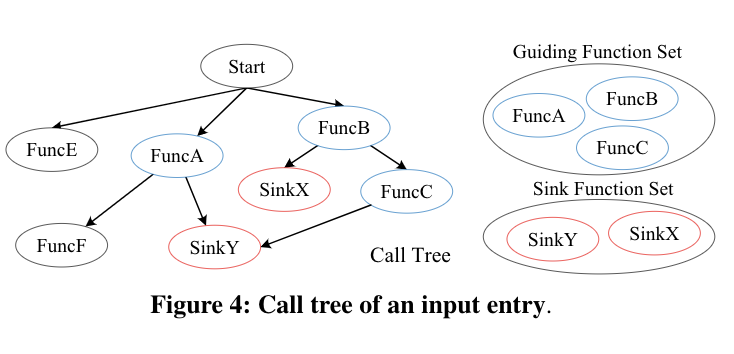 Start
FuncE
FuncA
FuncB
SinkX
FuncC
FuncF
SinkY
Call Tree
Guiding Function Set
FuncA
FuncB
FuncC
Sink Function Set
SinkY
SinkX
Figure 4: Call tree of an input entry.